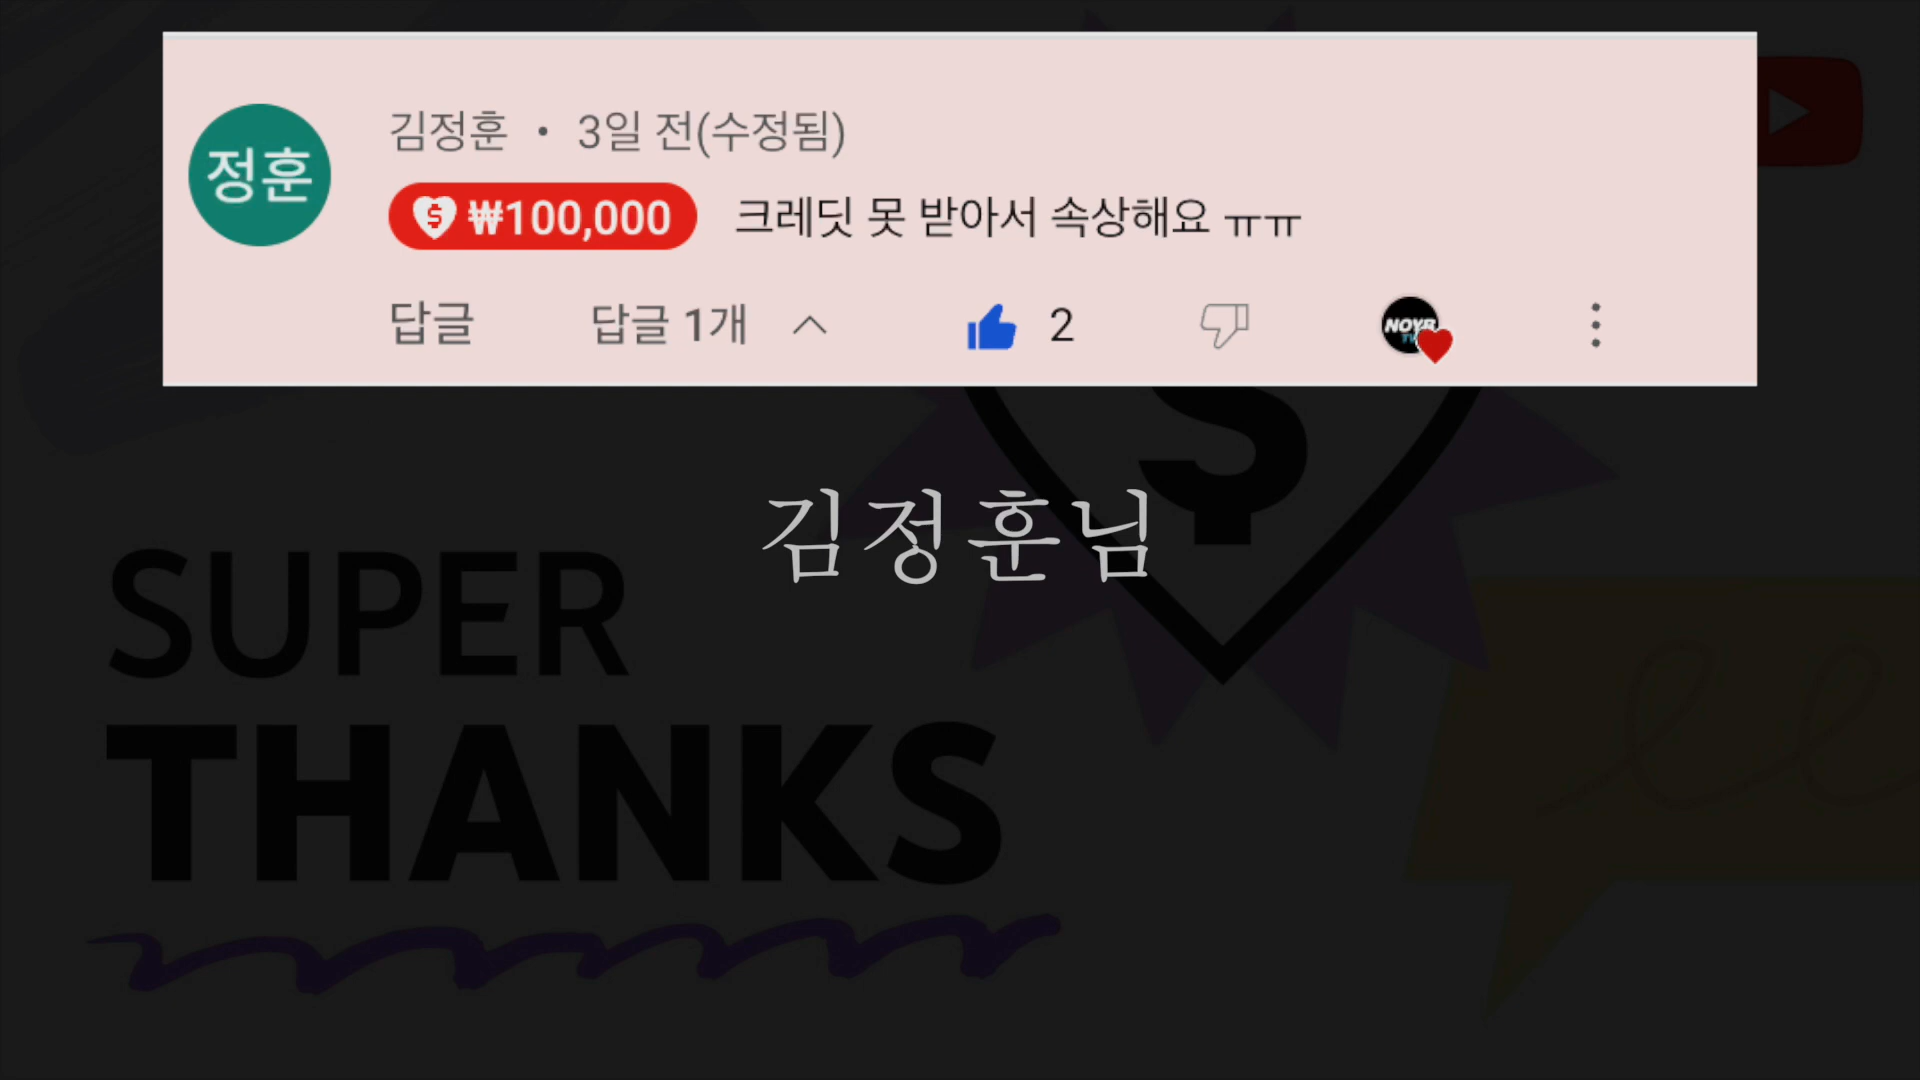 정훈
김정훈 • 3일 전(수정됨)
₩100,000 크레딧 못 받아서 속상해요 ㅠㅠ
답글 답글 1개 2
NOYB
TV
김정훈님
SUPER
THANKS